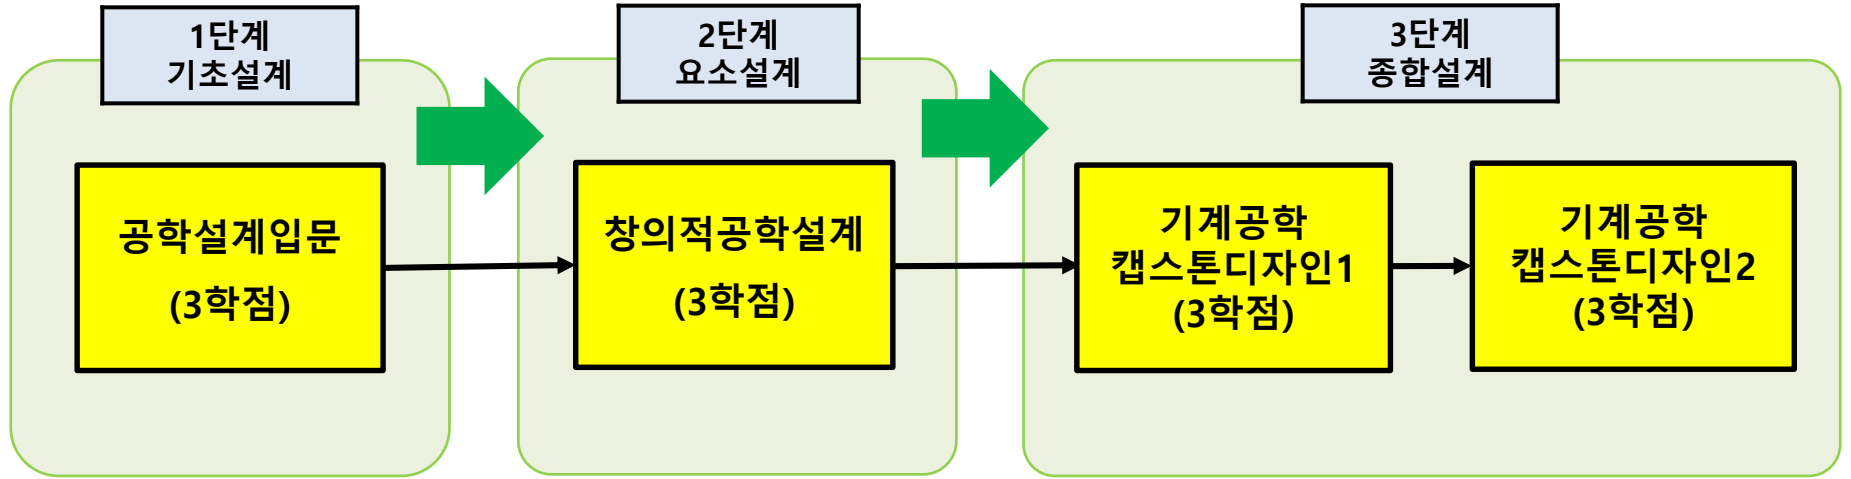 1단계
기초설계
공학설계입문
(3학점)
2단계
요소설계
창의적공학설계
(3학점)
3단계
종합설계
기계공학
캡스톤디자인1
(3학점)
기계공학
캡스톤디자인2
(3학점)